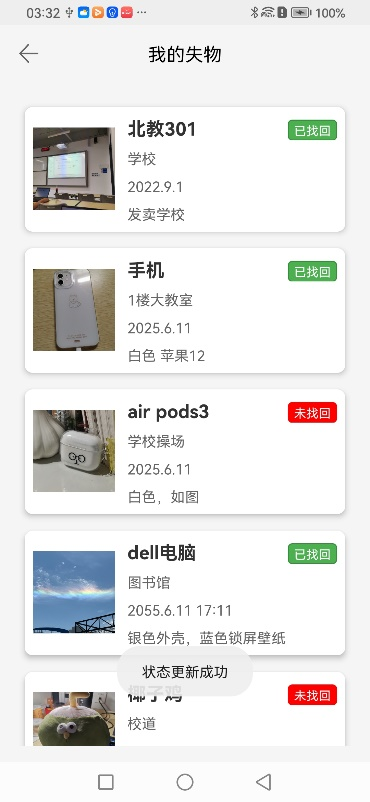 03:32
100%
我的失物
北教301
已找回
学校
2022.9.1
发卖学校
手机
已找回
1楼大教室
2025.6.11
白色 苹果12
air pods3
未找回
学校操场
2025.6.11
白色，如图
dell电脑
已找回
图书馆
2055.6.11 17:11
银色外壳，蓝色锁屏壁纸
状态更新成功
椰子鸡
未找回
校道